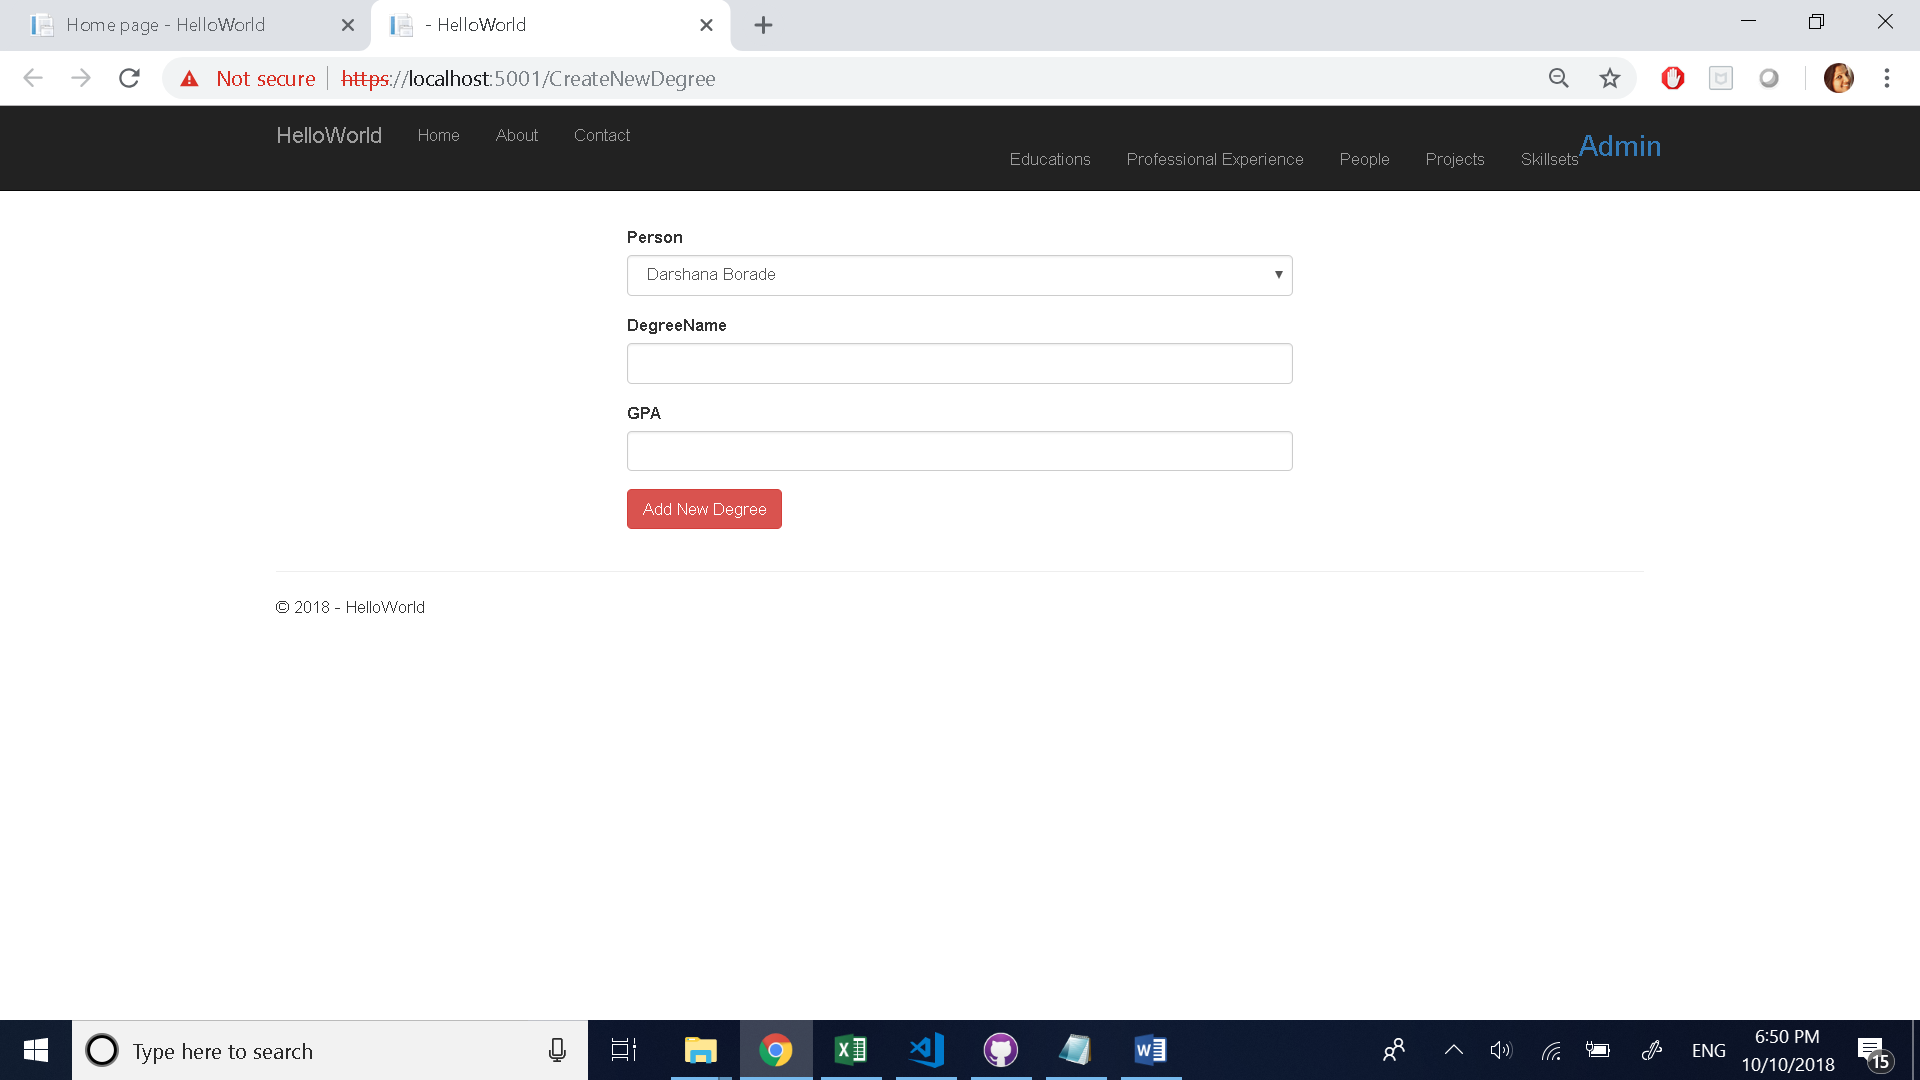 Home page - HelloWorld
- HelloWorld
Not secure
https://localhost:5001/CreateNewDegree
HelloWorld Home About Contact
Educations Professional Experience People Projects Skillsets Admin
Person
Darshana Borade
DegreeName
GPA
Add New Degree
© 2018 - HelloWorld
Type here to search
ENG
6:50 PM
10/10/2018
15